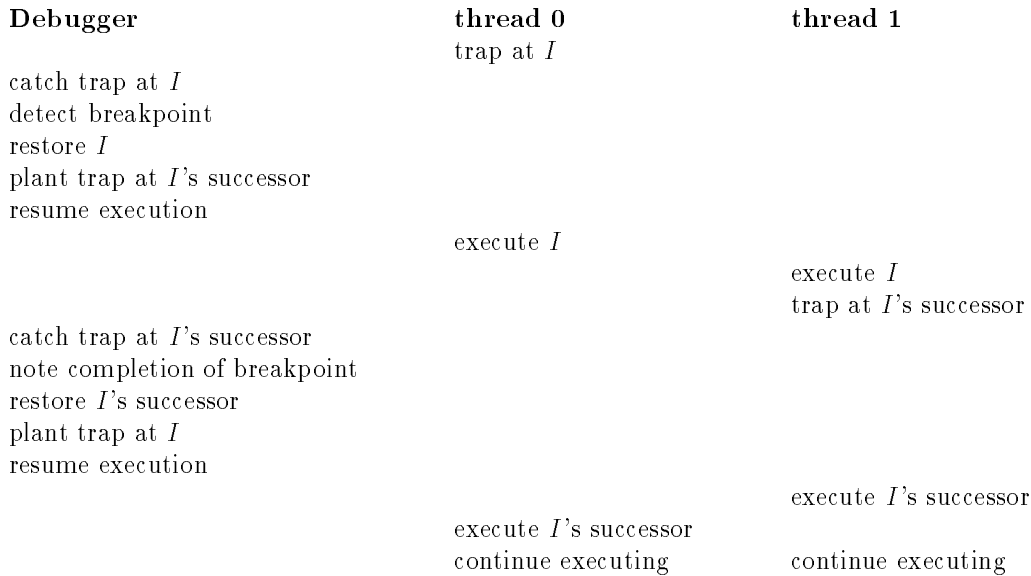 Debugger thread 0 thread 1
trap at I
catch trap at I
detect breakpoint
restore I
plant trap at I's successor
resume execution
execute I
execute I
trap at I's successor
catch trap at I's successor
note completion of breakpoint
restore I's successor
plant trap at I
resume execution
execute I's successor
execute I's successor
continue executing continue executing